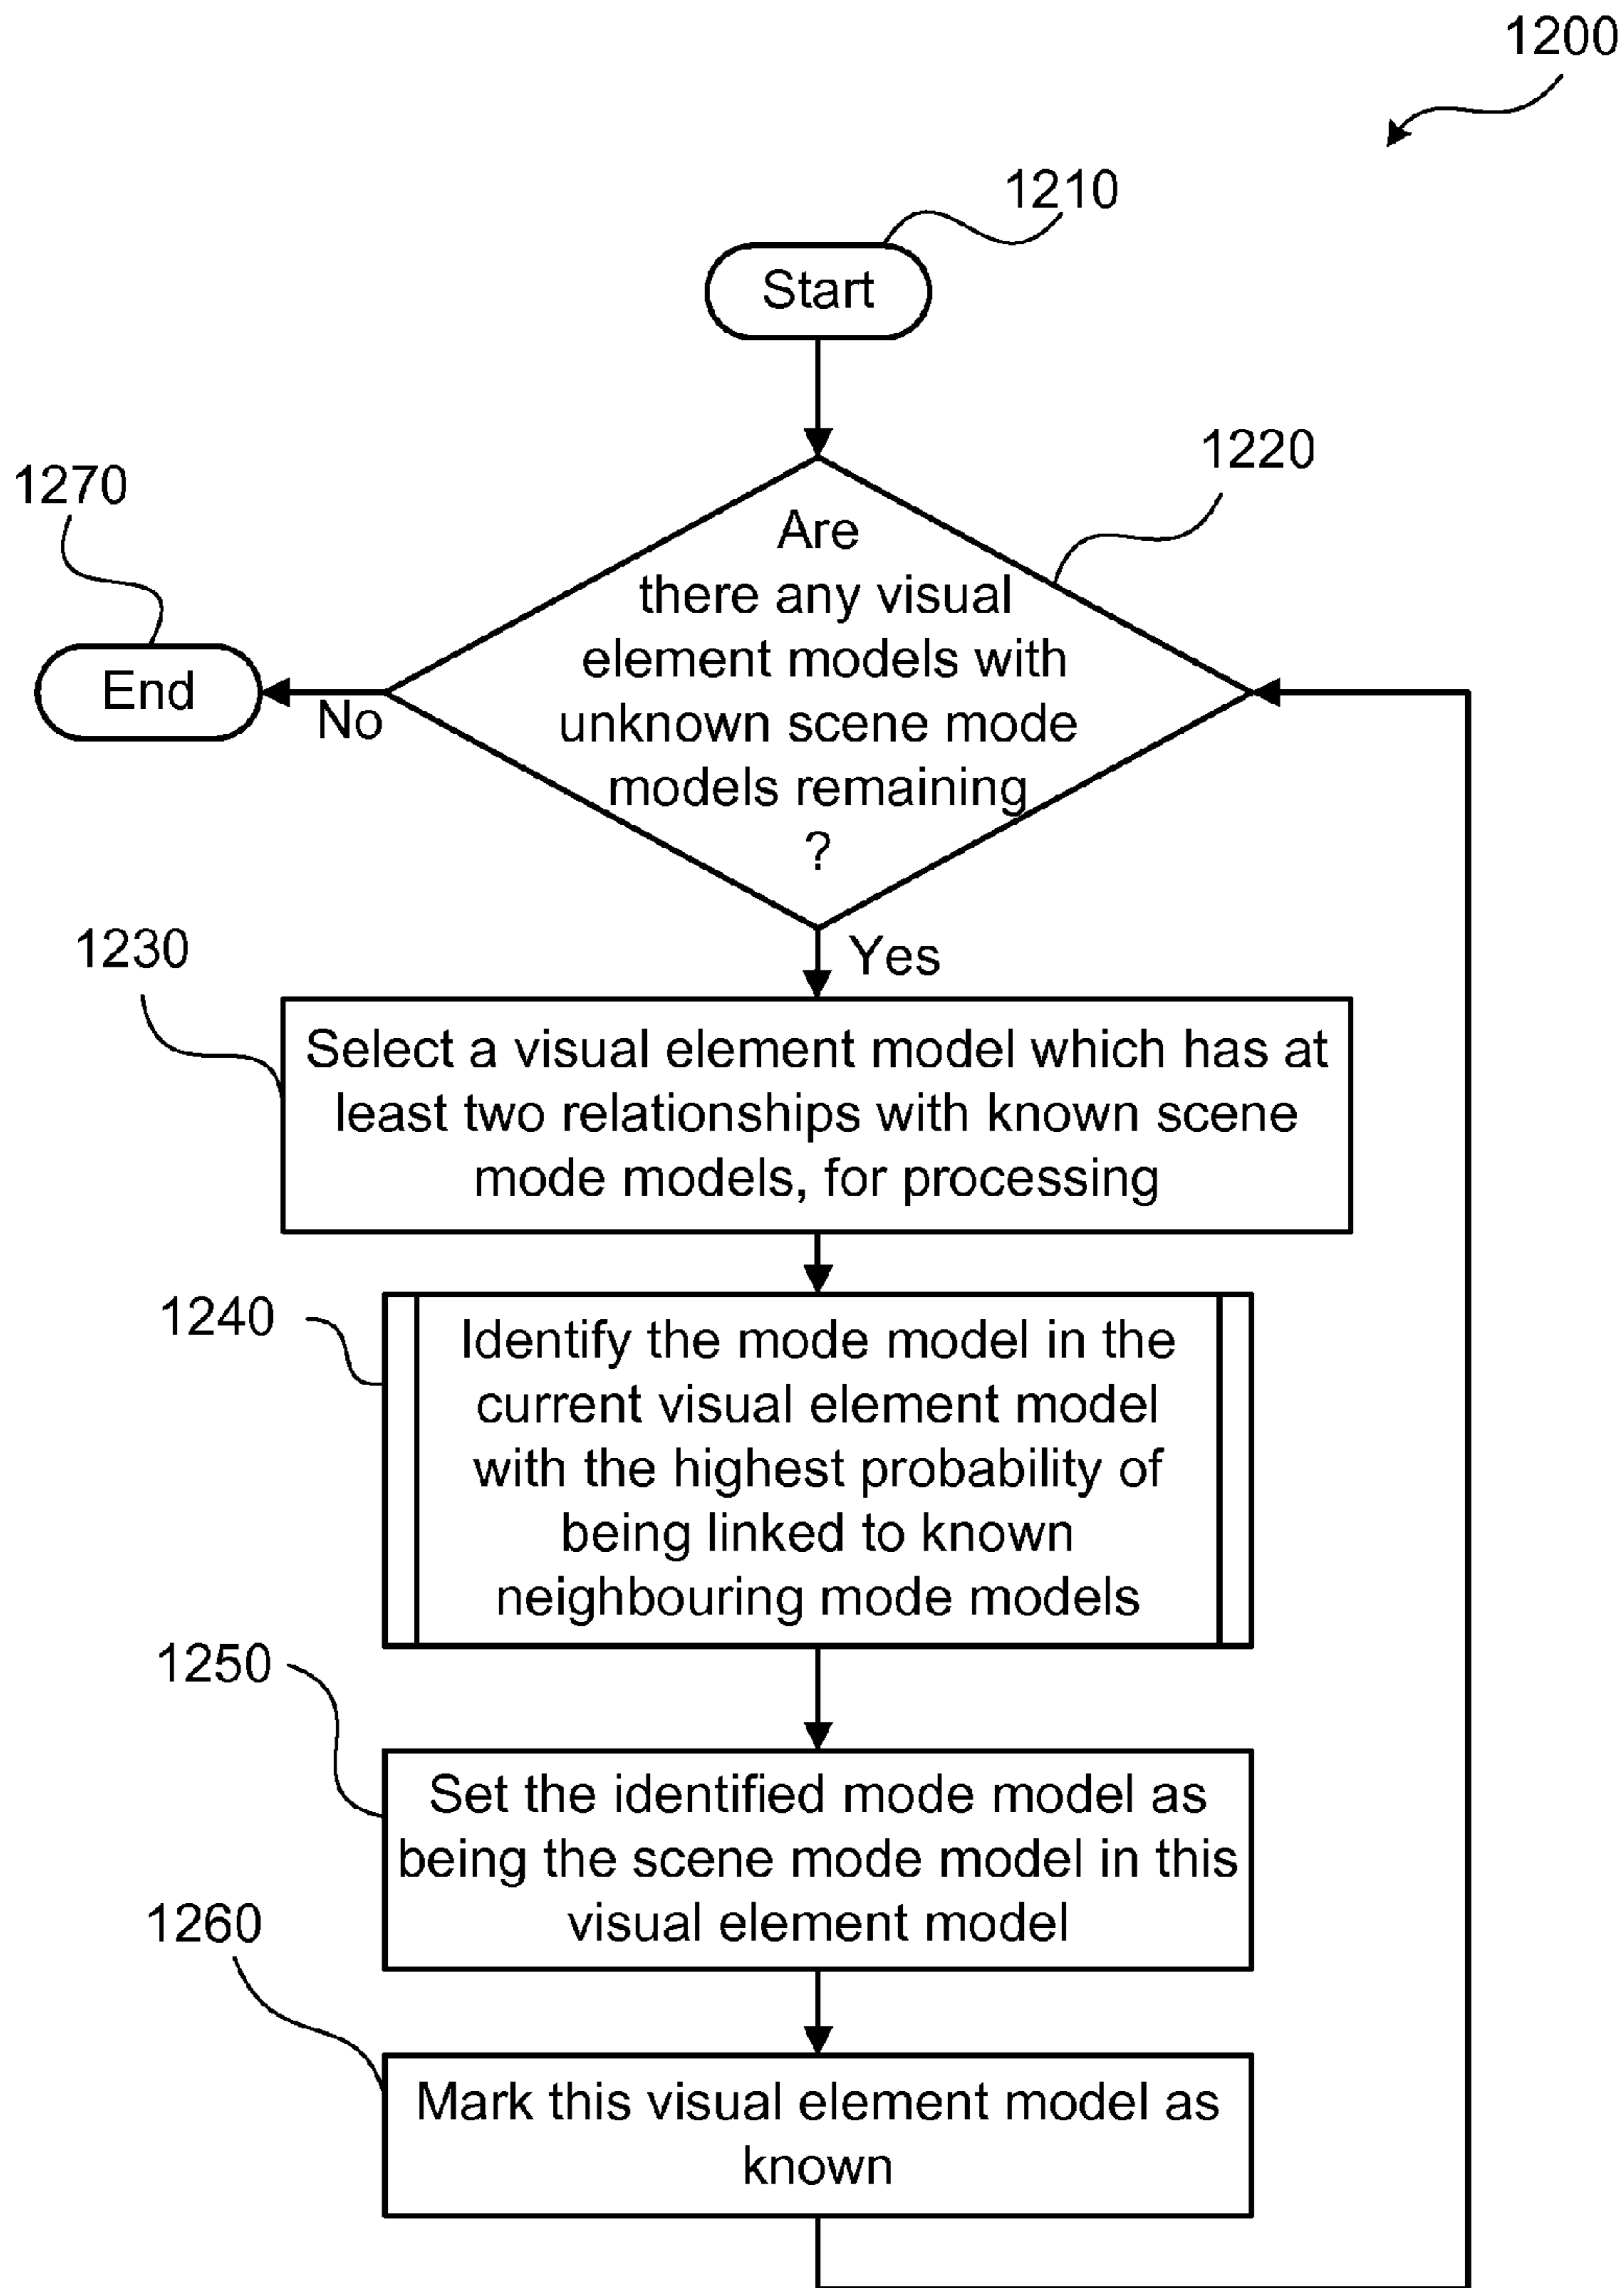 1200
1210
Start
1220
1270
Are
there any visual
element models with
unknown scene mode
models remaining
?
End
No
Yes
1230
Select a visual element model which has at
least two relationships with known scene
mode models, for processing
1240
Identify the mode model in the
current visual element model
with the highest probability of
being linked to known
neighbouring mode models
1250
Set the identified mode model as
being the scene mode model in this
visual element model
1260
Mark this visual element model as
known